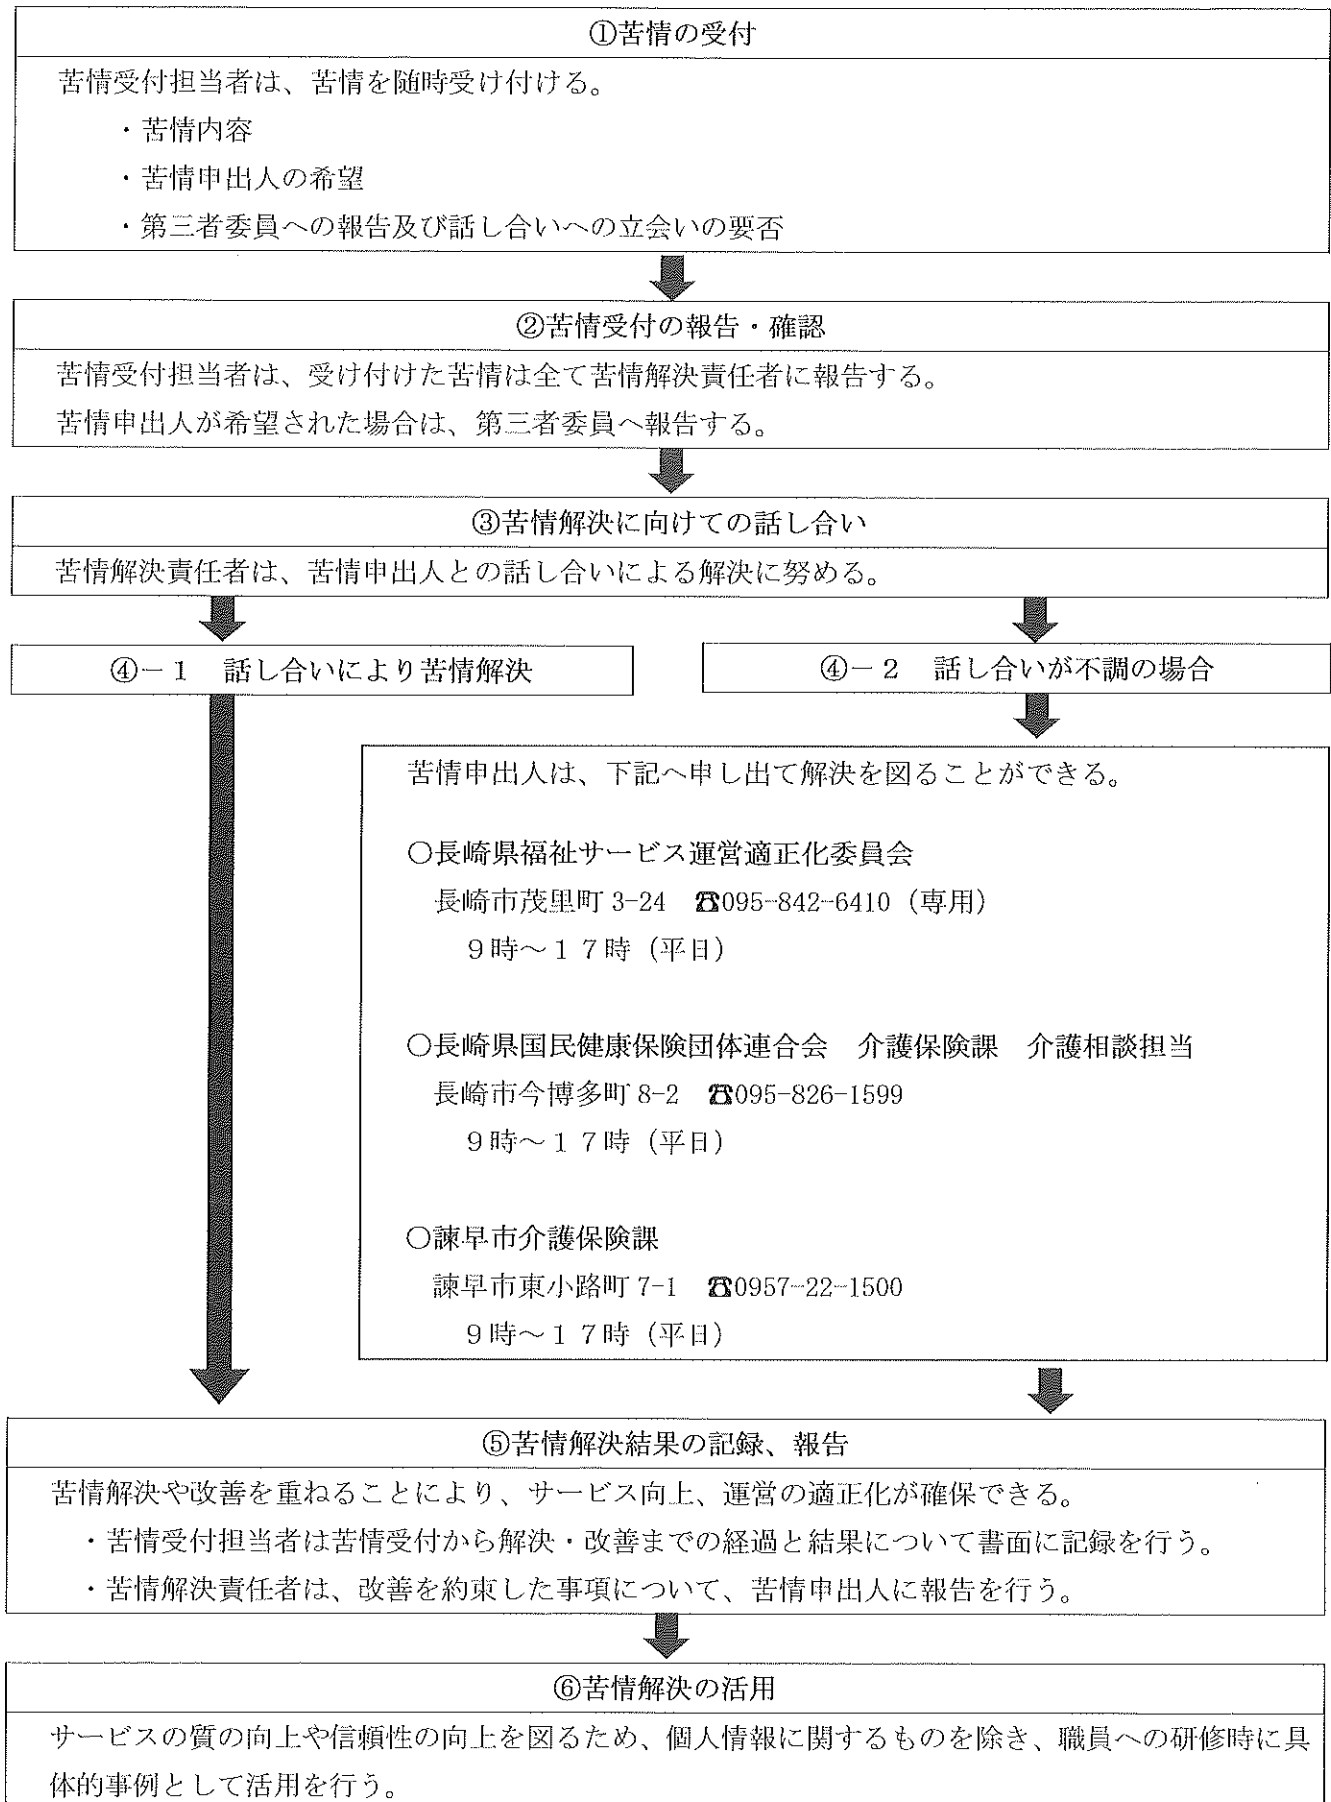 ①苦情の受付
苦情受付担当者は、苦情を随時受け付ける。
・苦情内容
・苦情申出人の希望
・第三者委員への報告及び話し合いへの立会いの要否
②苦情受付の報告・確認
苦情受付担当者は、受け付けた苦情は全て苦情解決責任者に報告する。
苦情申出人が希望された場合は、第三者委員へ報告する。
③苦情解決に向けての話し合い
苦情解決責任者は、苦情申出人との話し合いによる解決に努める。
④－１　話し合いにより苦情解決
④－２　話し合いが不調の場合
苦情申出人は、下記へ申し出て解決を図ることができる。
○長崎県福祉サービス運営適正化委員会
長崎市茂里町 3-24　☎095-842-6410（専用）
９時～１７時（平日）
○長崎県国民健康保険団体連合会　介護保険課　介護相談担当
長崎市今博多町 8-2　☎095-826-1599
９時～１７時（平日）
○諫早市介護保険課
諫早市東小路町 7-1　☎0957-22-1500
９時～１７時（平日）
⑤苦情解決結果の記録、報告
苦情解決や改善を重ねることにより、サービス向上、運営の適正化が確保できる。
・苦情受付担当者は苦情受付から解決・改善までの経過と結果について書面に記録を行う。
・苦情解決責任者は、改善を約束した事項について、苦情申出人に報告を行う。
⑥苦情解決の活用
サービスの質の向上や信頼性の向上を図るため、個人情報に関するものを除き、職員への研修時に具
体的事例として活用を行う。